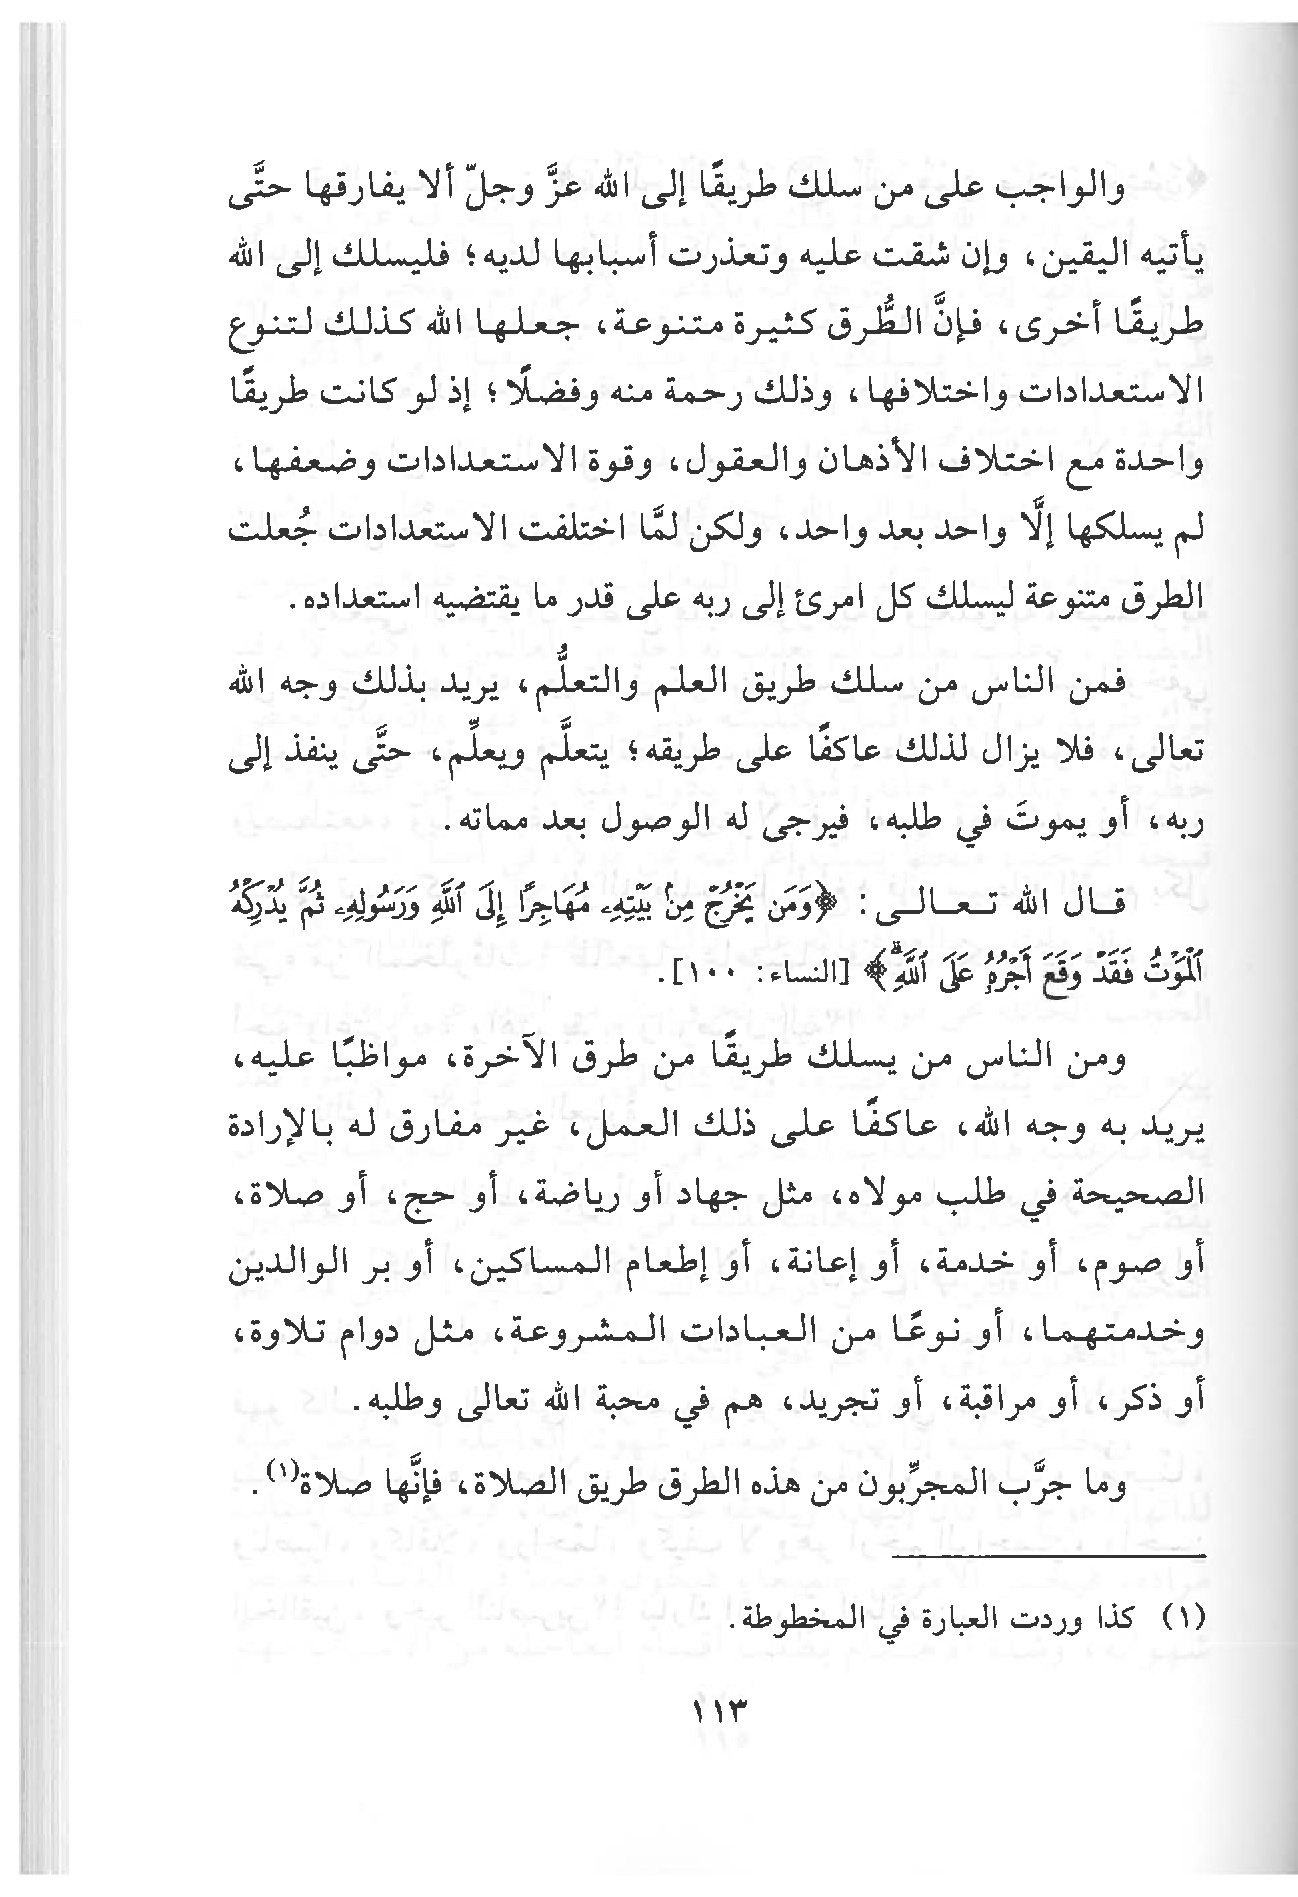 والواجب على من سلك طريقًا إلى الله عزَّ وجلّ ألا يفارقها حتَّى
يأتيه اليقين، وإن شقت عليه وتعذرت أسبابها لديه؛ فليسلك إلى الله
طريقًا أخرى، فإنَّ الطُّرق كثيرة متنوعة، جعلها الله كذلك لتنوع
الاستعدادات واختلافها، وذلك رحمة منه وفضلًا؛ إذ لو كانت طريقًا
واحدة مع اختلاف الأذهان والعقول، وقوة الاستعدادات وضعفها،
لم يسلكها إلَّا واحد بعد واحد، ولكن لمَّا اختلفت الاستعدادات جُعلت
الطرق متنوعة ليسلك كل امرئ إلى ربه على قدر ما يقتضيه استعداده.
فمن الناس من سلك طريق العلم والتعلُّم، يريد بذلك وجه الله
تعالى، فلا يزال لذلك عاكفًا على طريقه؛ يتعلَّم ويعلِّم، حتَّى ينفذ إلى
ربه، أو يموتَ في طلبه، فيرجى له الوصول بعد مماته.
قال الله تعالى: ﴿وَمَن يَخْرُجْ مِنۢ بَيْتِهِۦ مُهَاجِرًا إِلَى ٱللَّهِ وَرَسُولِهِۦ ثُمَّ يُدْرِكْهُ
ٱلْمَوْتُ فَقَدْ وَقَعَ أَجْرُهُۥ عَلَى ٱللَّهِۗ﴾ [النساء: ١٠٠].
ومن الناس من يسلك طريقًا من طرق الآخرة، مواظبًا عليه،
يريد به وجه الله، عاكفًا على ذلك العمل، غير مفارق له بالإرادة
الصحيحة في طلب مولاه، مثل جهاد أو رياضة، أو حج، أو صلاة،
أو صوم، أو خدمة، أو إعانة، أو إطعام المساكين، أو بر الوالدين
وخدمتهما، أو نوعًا من العبادات المشروعة، مثل دوام تلاوة،
أو ذكر، أو مراقبة، أو تجريد، هم في محبة الله تعالى وطلبه.
وما جرَّب المجرِّبون من هذه الطرق طريق الصلاة، فإنَّها صلاة(١).
(١) كذا وردت العبارة في المخطوطة.
١١٣